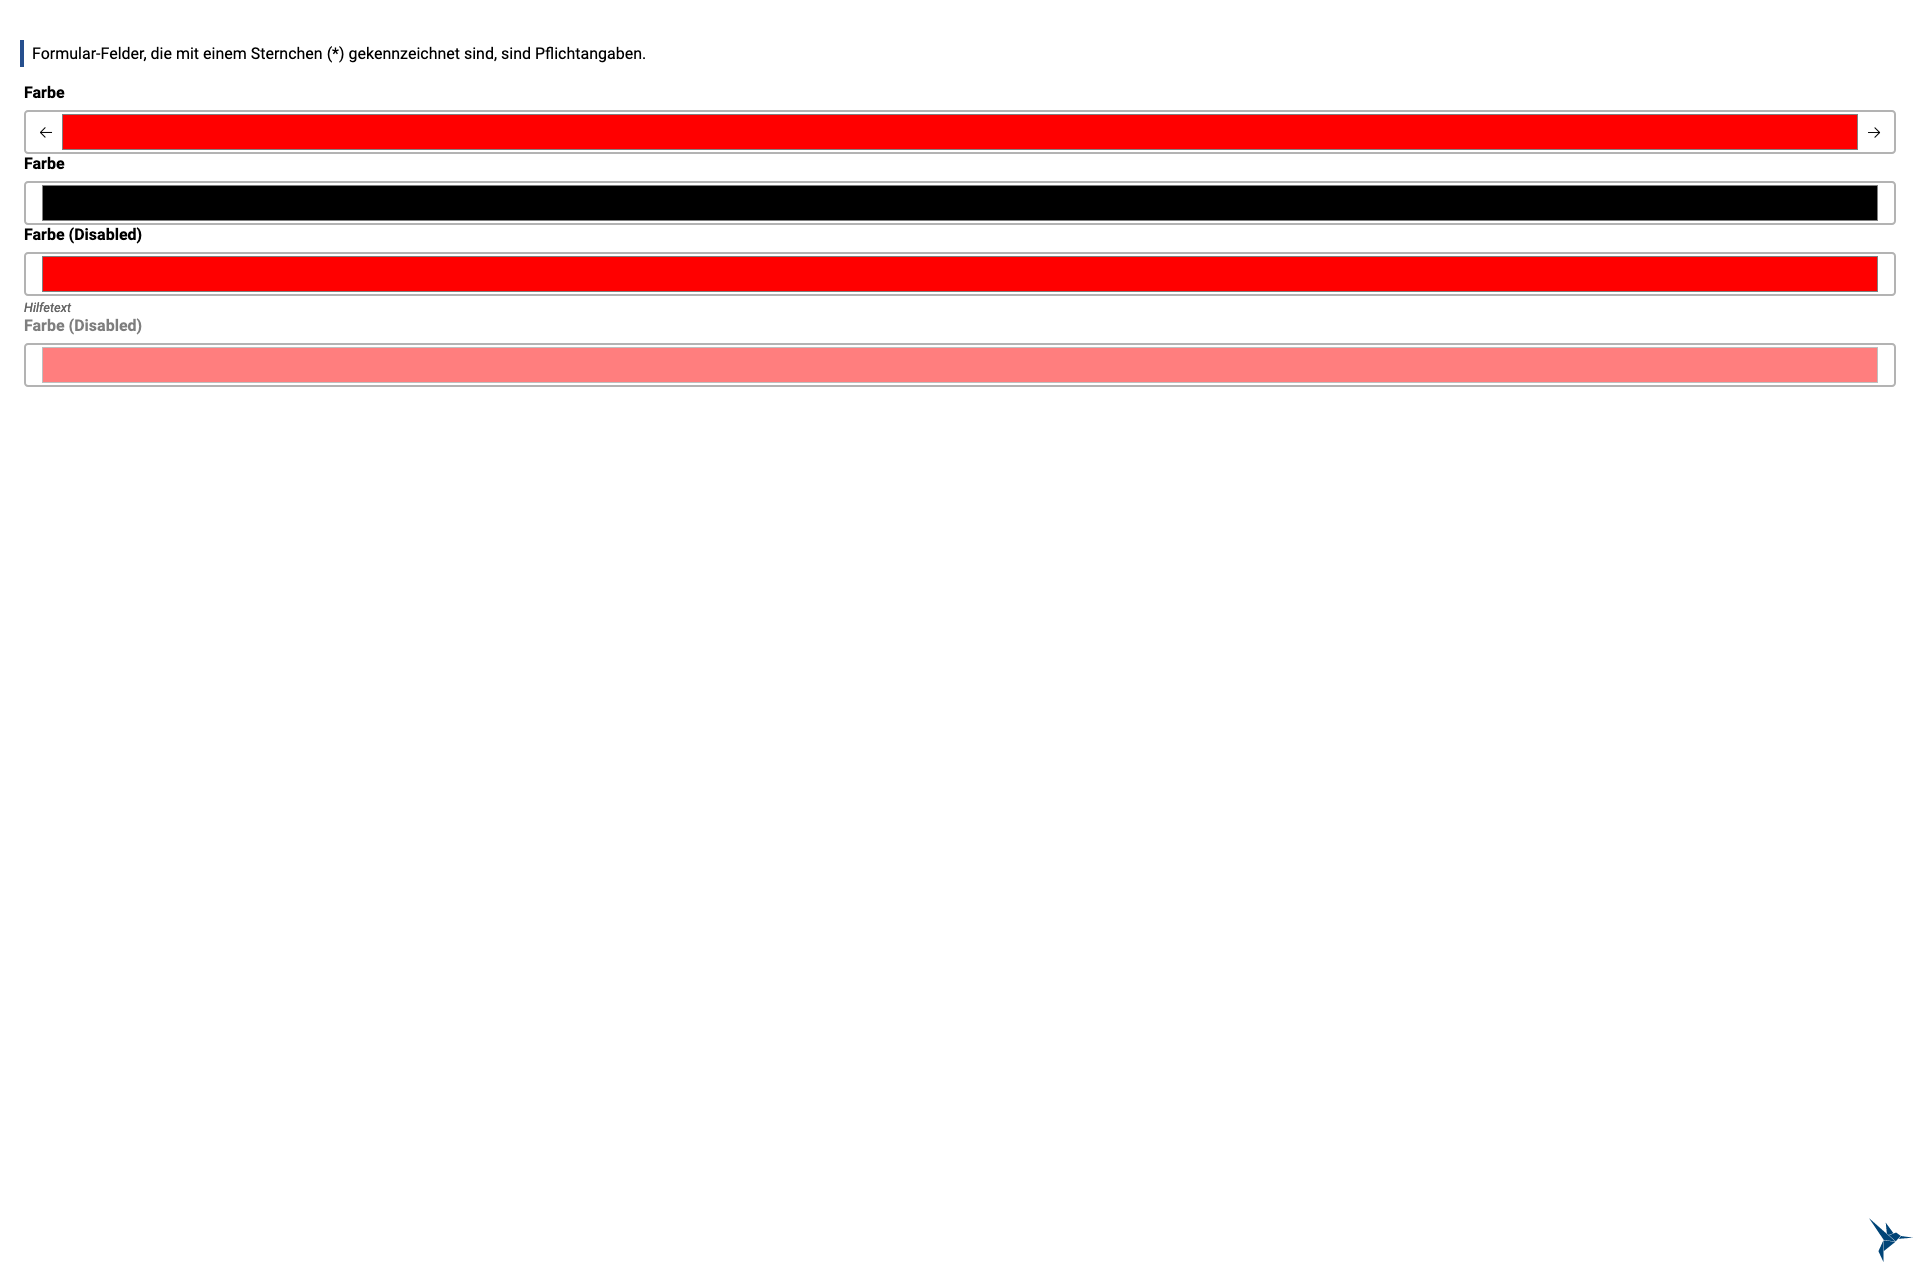 Formular-Felder, die mit einem Sternchen (*) gekennzeichnet sind, sind Pflichtangaben.
Farbe
Farbe
Farbe (Disabled)
Hilfetext
Farbe (Disabled)